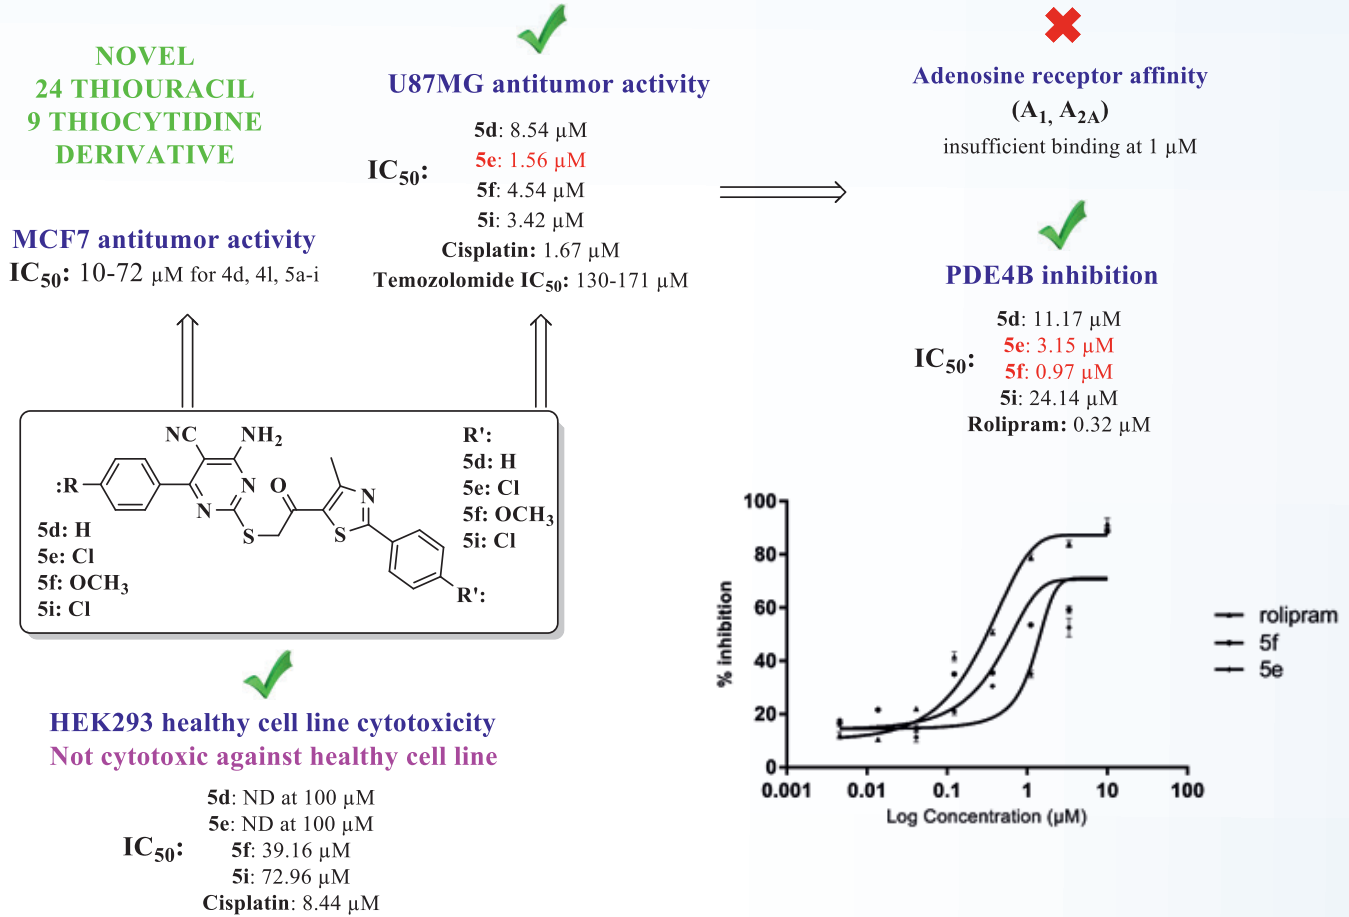 NOVEL
24 THIOURACIL
9 THIOCYTIDINE
DERIVATIVE
MCF7 antitumor activity
IC50: 10-72 µM for 4d, 4l, 5a-i
U87MG antitumor activity
IC50:
5d: 8.54 µM
5e: 1.56 µM
5f: 4.54 µM
5i: 3.42 µM
Cisplatin: 1.67 µM
Temozolomide IC50: 130-171 µM
Adenosine receptor affinity
(A1, A2A)
insufficient binding at 1 µM
PDE4B inhibition
IC50:
5d: 11.17 µM
5e: 3.15 µM
5f: 0.97 µM
5i: 24.14 µM
Rolipram: 0.32 µM
NC
NH2
:R
N
N
S
O
N
S
R':
5d: H
5e: Cl
5f: OCH3
5i: Cl
R':
5d: H
5e: Cl
5f: OCH3
5i: Cl
HEK293 healthy cell line cytotoxicity
Not cytotoxic against healthy cell line
IC50:
5d: ND at 100 µM
5e: ND at 100 µM
5f: 39.16 µM
5i: 72.96 µM
Cisplatin: 8.44 µM
% inhibition
100
80
60
40
20
0
0.001 0.01 0.1 1 10 100
Log Concentration (µM)
rolipram
5f
5e